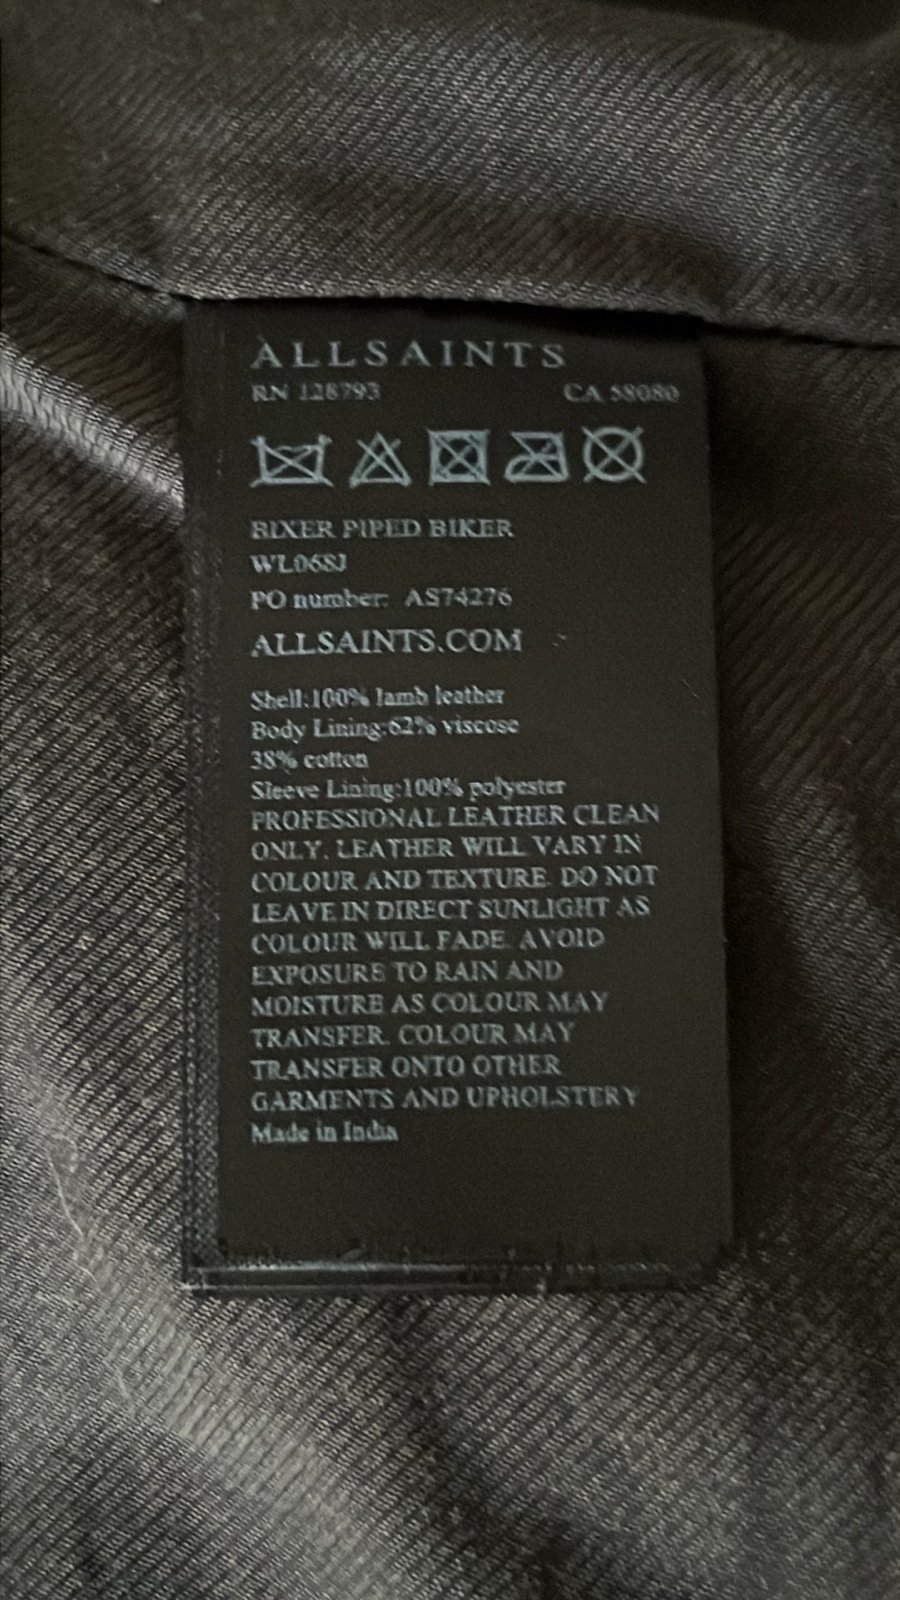 ALLSAINTS
RN 128793 CA 58080
BIXER PIPED BIKER
WL068J
PO number: AS74276
ALLSAINTS.COM
Shell:100% lamb leather
Body Lining:62% viscose
38% cotton
Sleeve Lining:100% polyester
PROFESSIONAL LEATHER CLEAN
ONLY. LEATHER WILL VARY IN
COLOUR AND TEXTURE. DO NOT
LEAVE IN DIRECT SUNLIGHT AS
COLOUR WILL FADE. AVOID
EXPOSURE TO RAIN AND
MOISTURE AS COLOUR MAY
TRANSFER. COLOUR MAY
TRANSFER ONTO OTHER
GARMENTS AND UPHOLSTERY
Made in India